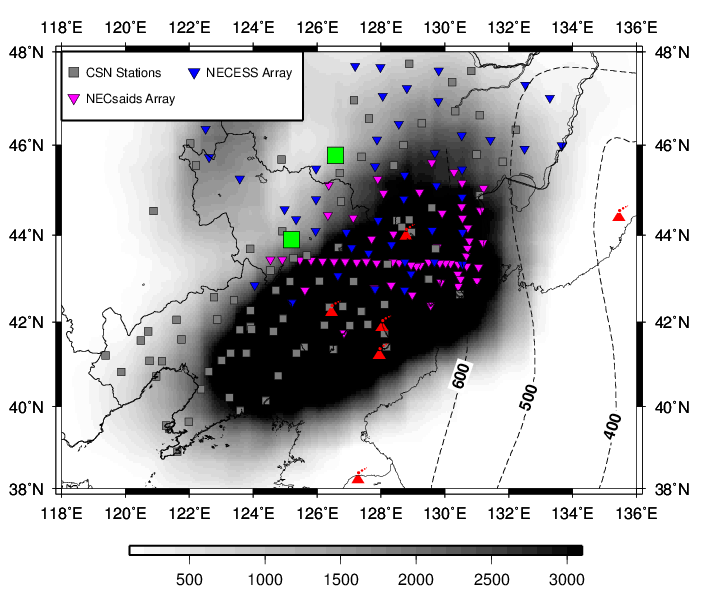 118˚E 120˚E 122˚E 124˚E 126˚E 128˚E 130˚E 132˚E 134˚E 136˚E
48˚N 48˚N
CSN Stations NECESS Array
NECsaids Array
46˚N 46˚N
44˚N 44˚N
42˚N 42˚N
600 500 400
40˚N 40˚N
38˚N 38˚N
118˚E 120˚E 122˚E 124˚E 126˚E 128˚E 130˚E 132˚E 134˚E 136˚E
500 1000 1500 2000 2500 3000